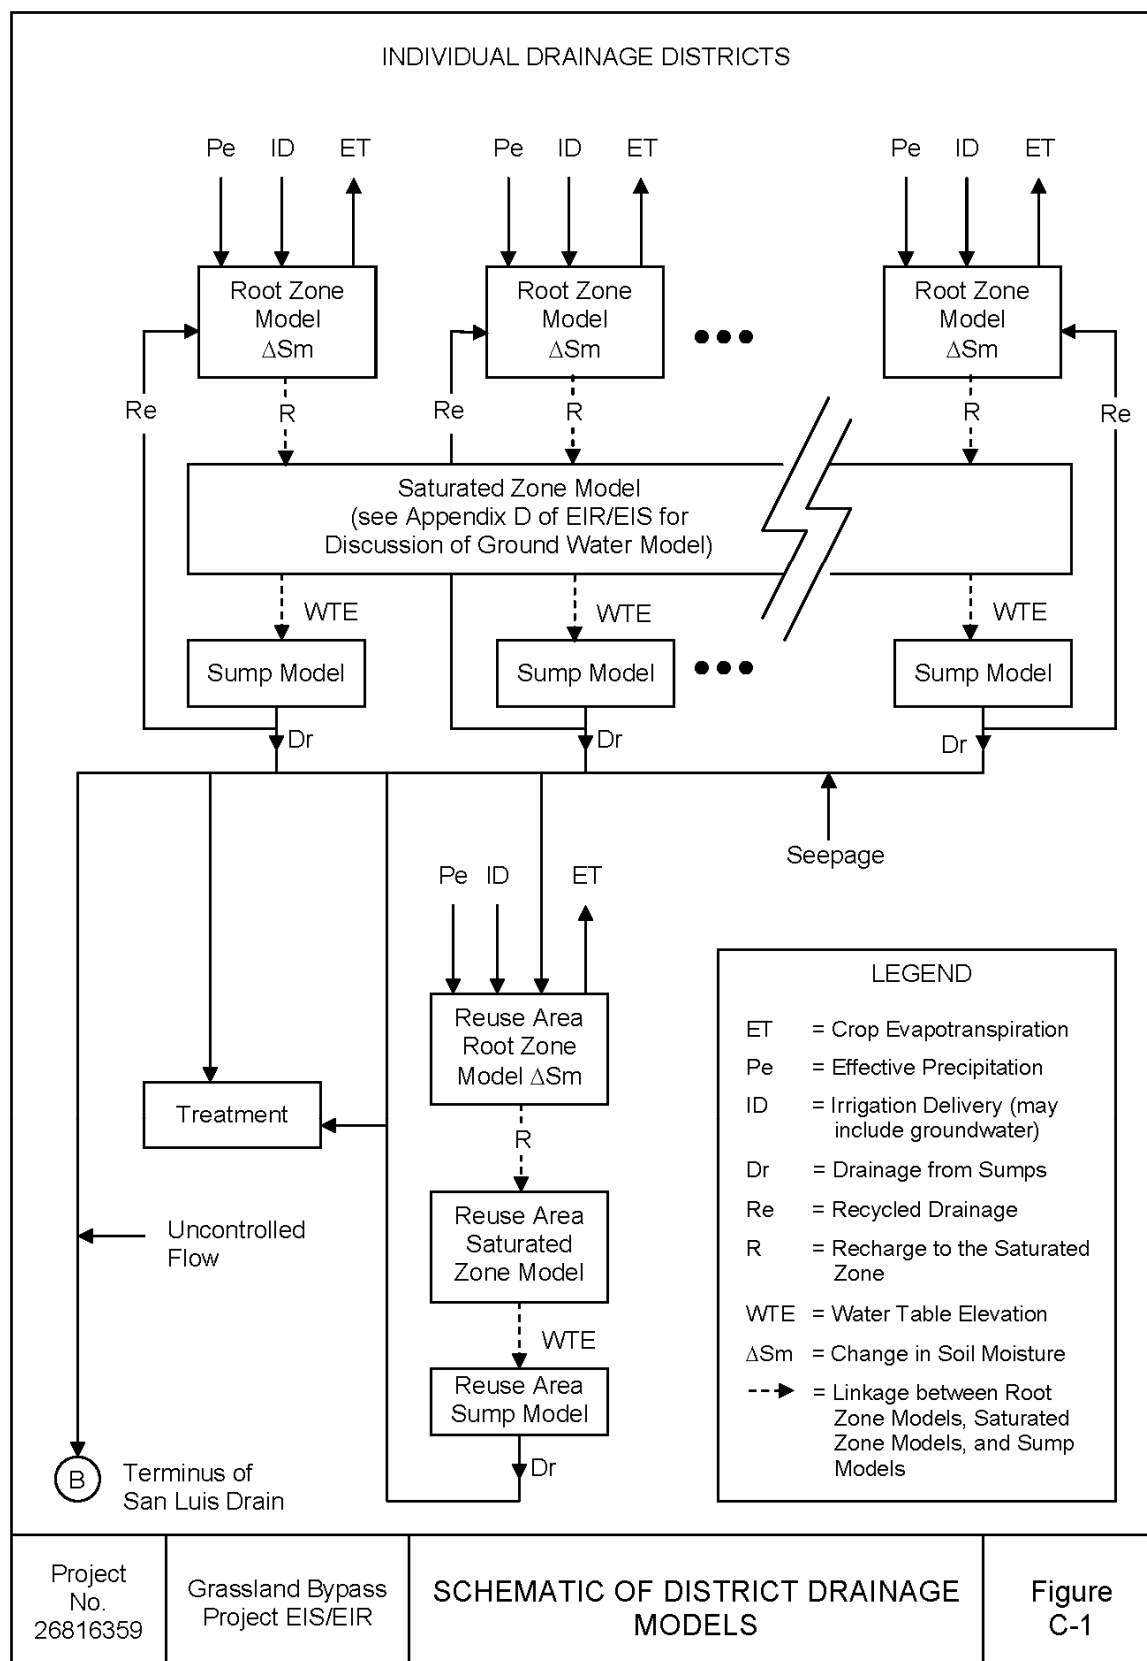 INDIVIDUAL DRAINAGE DISTRICTS
Pe ID ET Pe ID ET Pe ID ET
Root Zone
Model
ΔSm
Root Zone
Model
ΔSm
Root Zone
Model
ΔSm
Re R Re R R Re
Saturated Zone Model
(see Appendix D of EIR/EIS for
Discussion of Ground Water Model)
WTE WTE WTE
Sump Model Sump Model Sump Model
Dr Dr Dr
Seepage
Pe ID ET
Reuse Area
Root Zone
Model ΔSm
Treatment
R
Uncontrolled
Flow
Reuse Area
Saturated
Zone Model
WTE
Reuse Area
Sump Model
Dr
B
Terminus of
San Luis Drain
LEGEND
ET = Crop Evapotranspiration
Pe = Effective Precipitation
ID = Irrigation Delivery (may
include groundwater)
Dr = Drainage from Sumps
Re = Recycled Drainage
R = Recharge to the Saturated
Zone
WTE = Water Table Elevation
ΔSm = Change in Soil Moisture
= Linkage between Root
Zone Models, Saturated
Zone Models, and Sump
Models
Project
No.
26816359
Grassland Bypass
Project EIS/EIR
SCHEMATIC OF DISTRICT DRAINAGE
MODELS
Figure
C-1